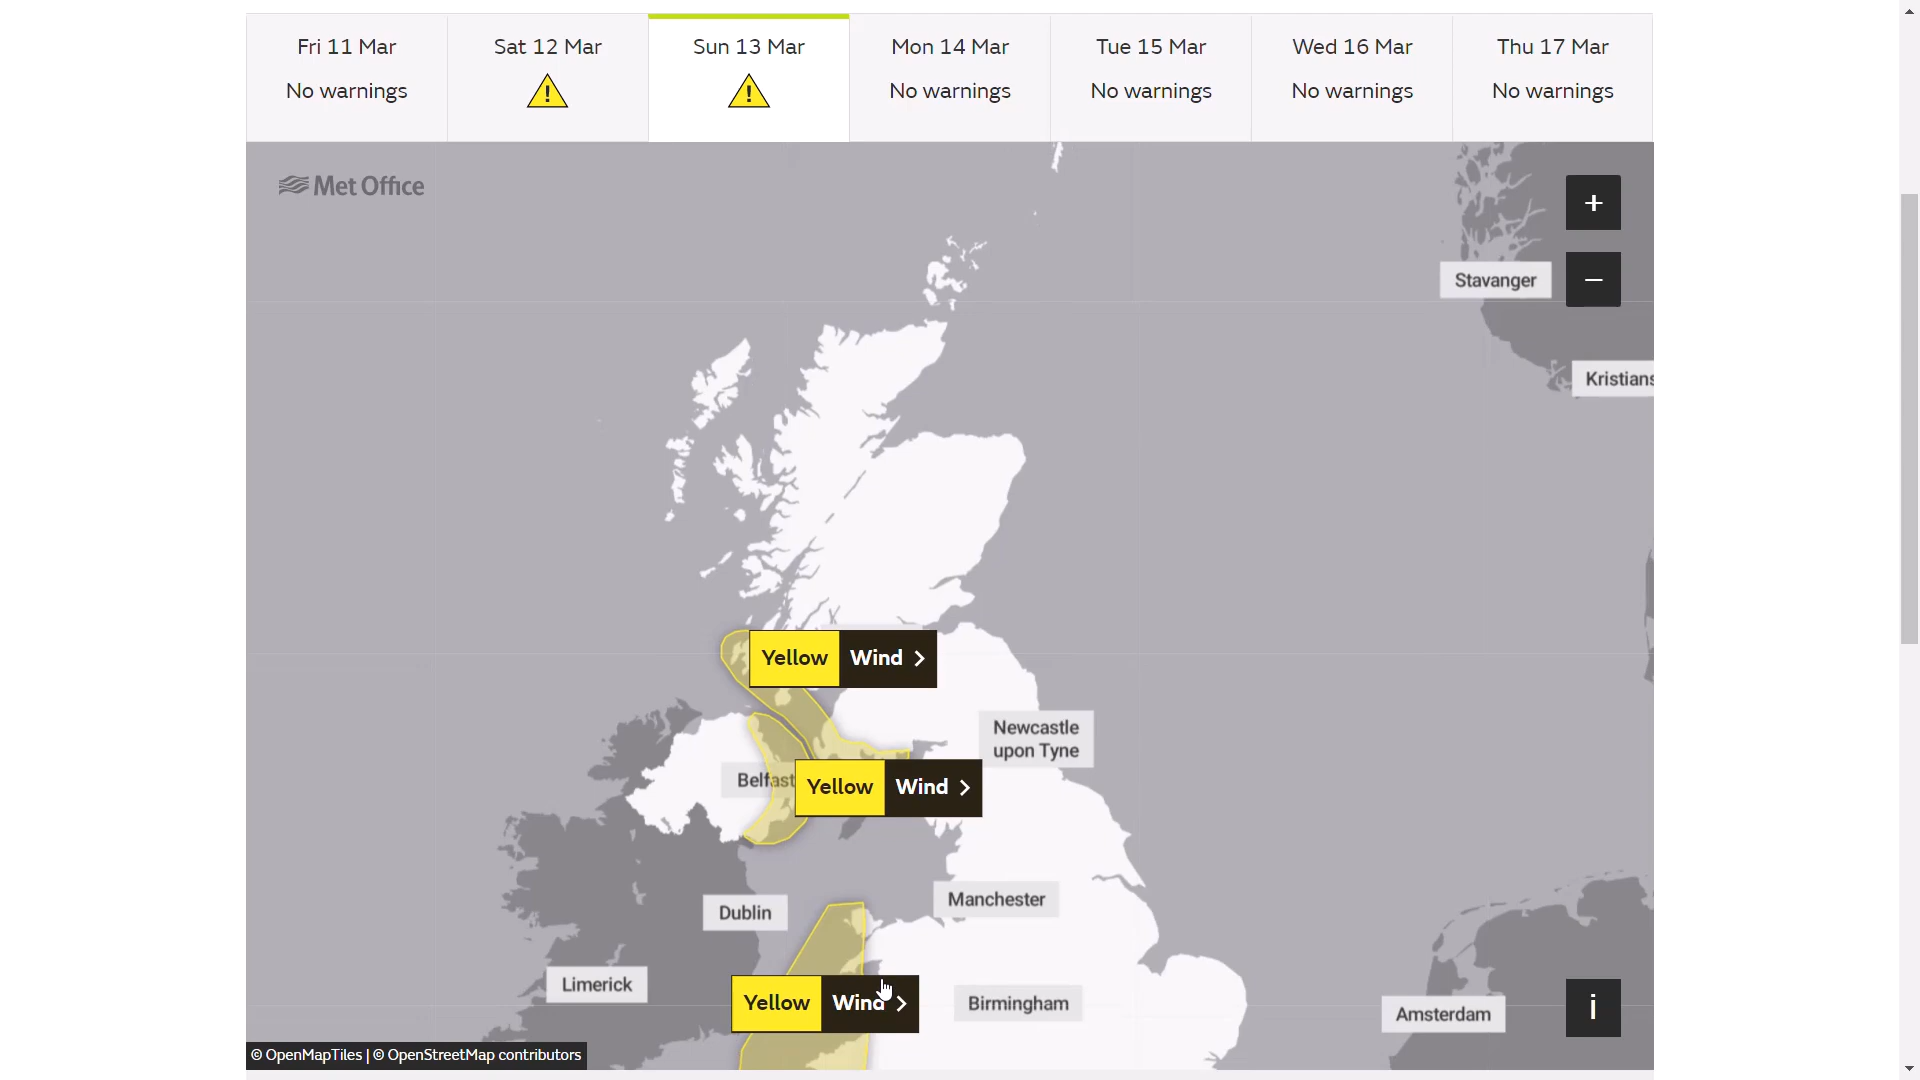 Fri 11 Mar
No warnings
Sat 12 Mar
Sun 13 Mar
Mon 14 Mar
No warnings
Tue 15 Mar
No warnings
Wed 16 Mar
No warnings
Thu 17 Mar
No warnings
Met Office
+
−
Stavanger
Kristians
Yellow Wind
Newcastle
upon Tyne
Belfast
Yellow Wind
Manchester
Dublin
Limerick
Yellow Wind
Birmingham
Amsterdam
i
© OpenMapTiles | © OpenStreetMap contributors